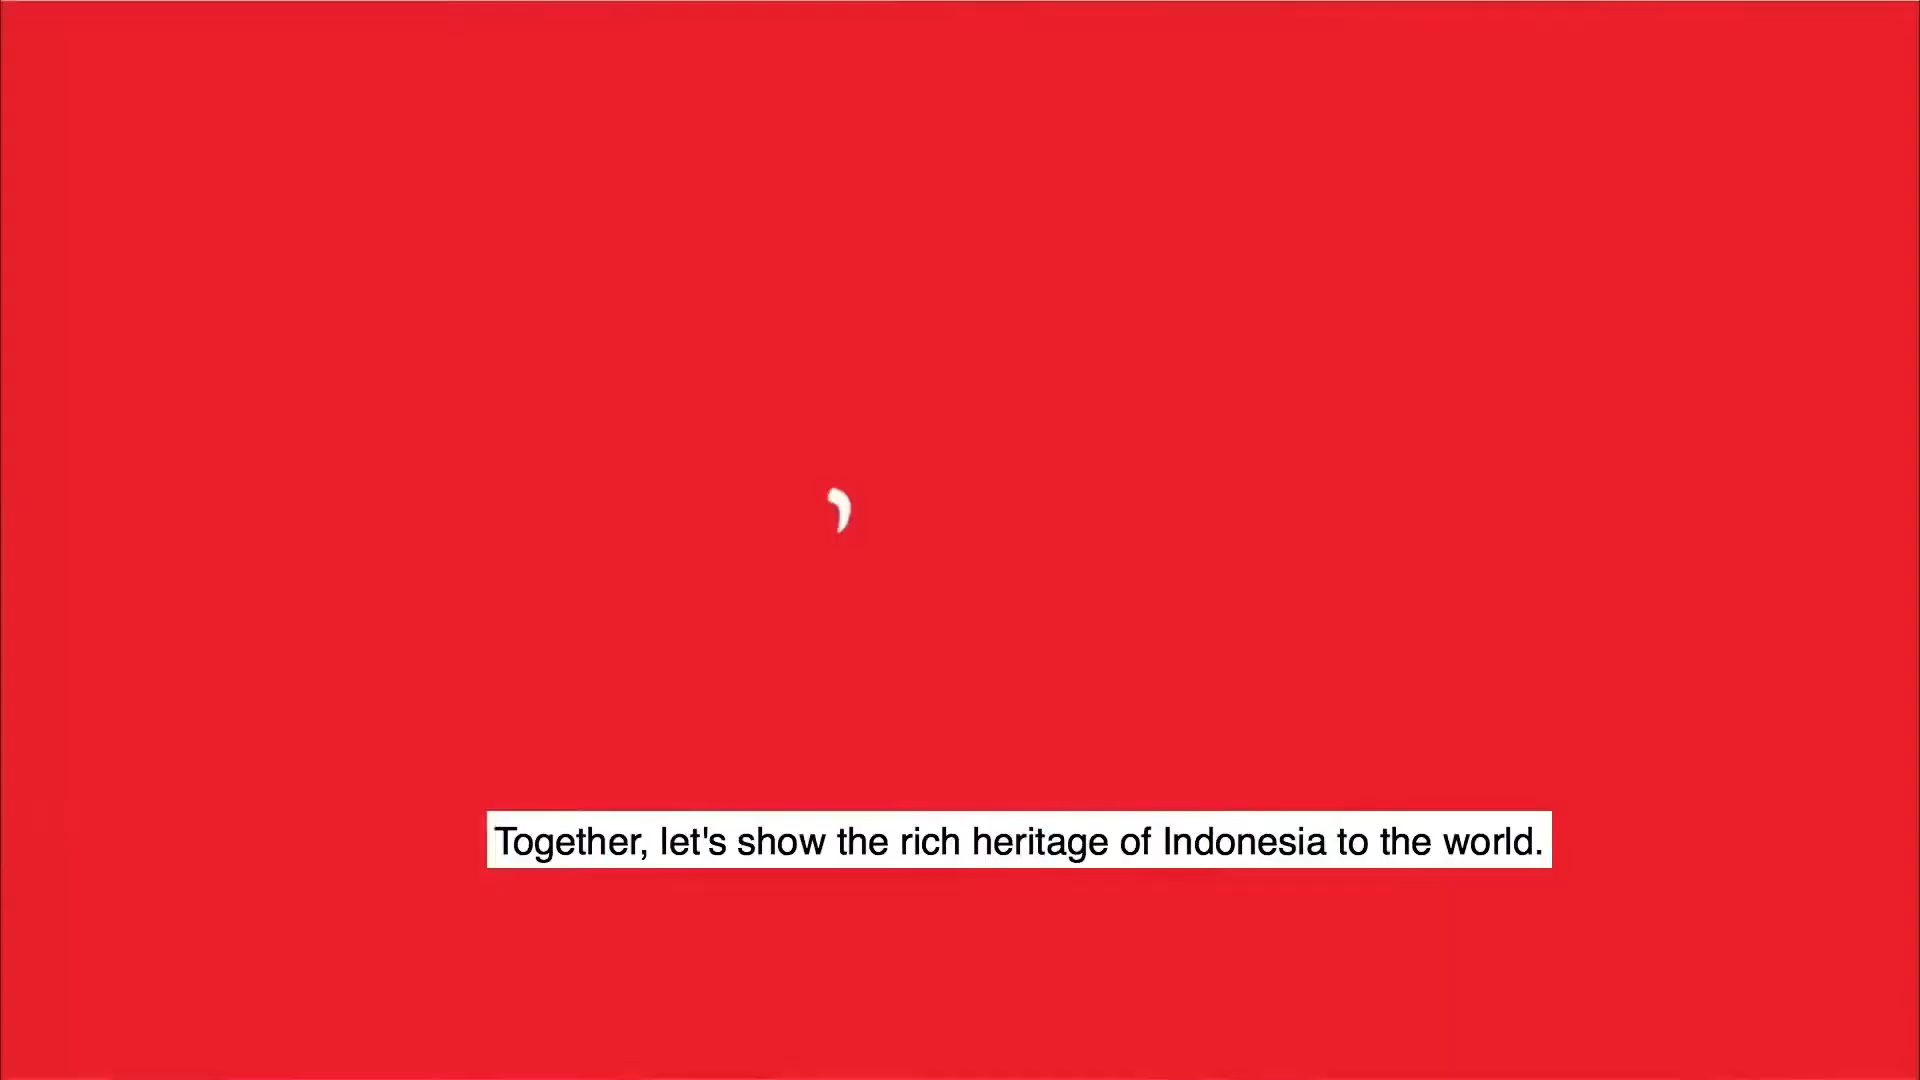 Together, let's show the rich heritage of Indonesia to the world.